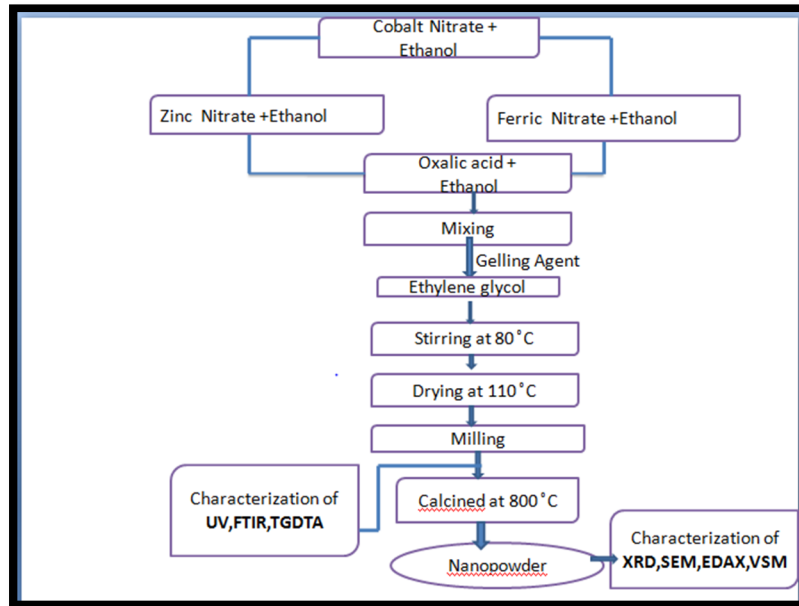 Cobalt Nitrate +
Ethanol
Zinc  Nitrate +Ethanol
Ferric  Nitrate +Ethanol
Oxalic acid +
Ethanol
Mixing
Gelling Agent
Ethylene glycol
Stirring at 80˚C
Drying at 110˚C
Milling
Characterization of
UV,FTIR,TGDTA
Calcined at 800˚C
Characterization of
XRD,SEM,EDAX,VSM
Nanopowder